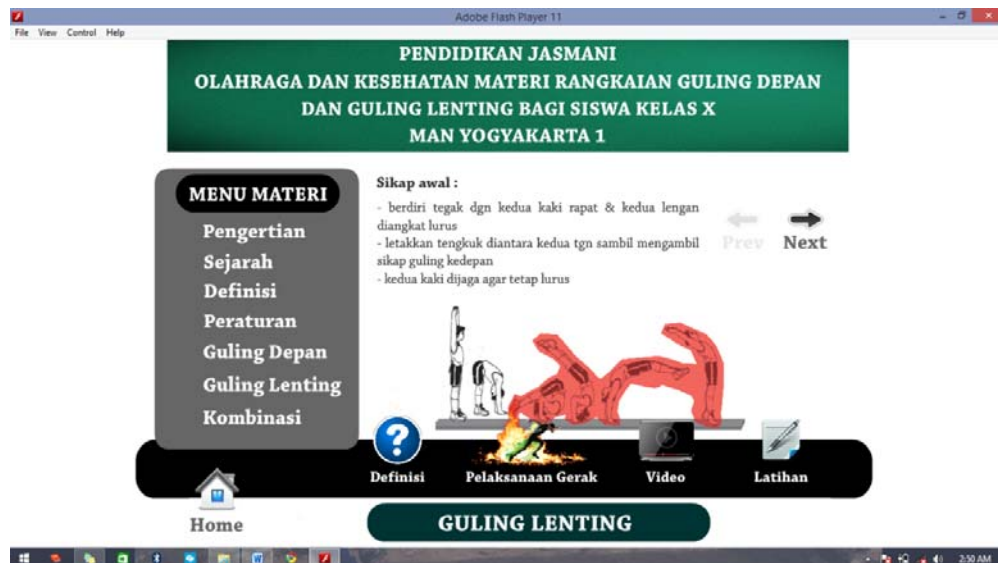 Adobe Flash Player 11
File View Control Help
PENDIDIKAN JASMANI
OLAHRAGA DAN KESEHATAN MATERI RANGKAIAN GULING DEPAN
DAN GULING LENTING BAGI SISWA KELAS X
MAN YOGYAKARTA 1
MENU MATERI
Pengertian
Sejarah
Definisi
Peraturan
Guling Depan
Guling Lenting
Kombinasi
Sikap awal :
- berdiri tegak dgn kedua kaki rapat & kedua lengan
diangkat lurus
- letakkan tengkuk diantara kedua tgn sambil mengambil
sikap guling kedepan
- kedua kaki dijaga agar tetap lurus
Prev Next
Definisi Pelaksanaan Gerak Video Latihan
Home
GULING LENTING
2:50 AM